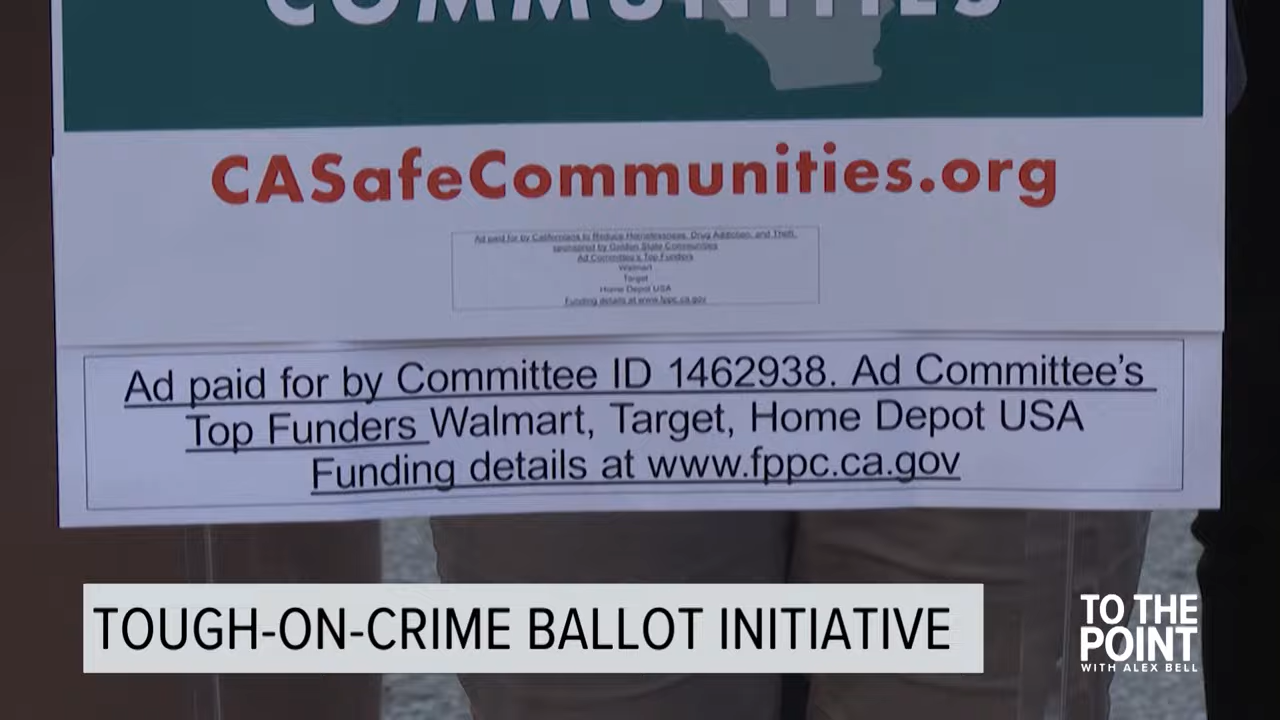 COMMUNITIES
CASafeCommunities.org
Ad paid for by Californians to Reduce Homelessness, Drug Addiction, and Theft,
sponsored by Golden State Communities
Ad Committee's Top Funders
Walmart
Target
Home Depot USA
Funding details at www.fppc.ca.gov
Ad paid for by Committee ID 1462938. Ad Committee's
Top Funders Walmart, Target, Home Depot USA
Funding details at www.fppc.ca.gov
TOUGH-ON-CRIME BALLOT INITIATIVE
TO THE
POINT
WITH ALEX BELL